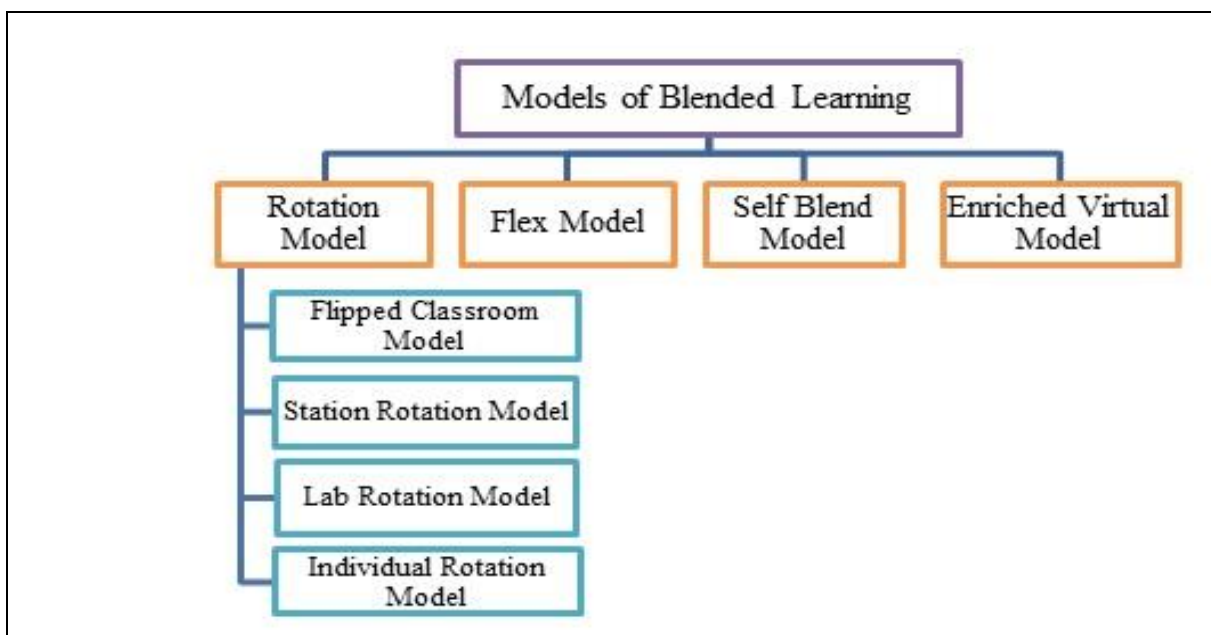 Models of Blended Learning
Rotation
Model
Flex Model
Self Blend
Model
Enriched Virtual
Model
Flipped Classroom
Model
Station Rotation Model
Lab Rotation Model
Individual Rotation
Model